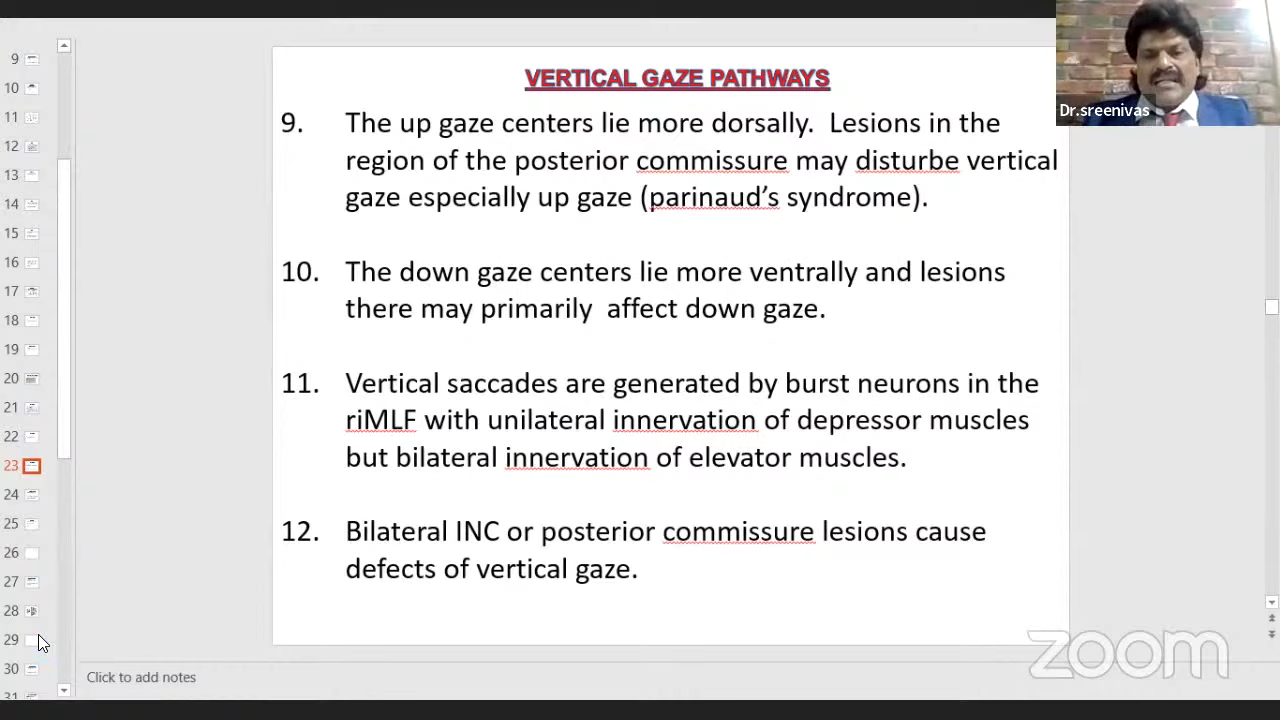 VERTICAL GAZE PATHWAYS
9. The up gaze centers lie more dorsally. Lesions in the
region of the posterior commissure may disturbe vertical
gaze especially up gaze (parinaud's syndrome).
10. The down gaze centers lie more ventrally and lesions
there may primarily affect down gaze.
11. Vertical saccades are generated by burst neurons in the
riMLF with unilateral innervation of depressor muscles
but bilateral innervation of elevator muscles.
12. Bilateral INC or posterior commissure lesions cause
defects of vertical gaze.
Dr.sreenivas
9
10
11
12
13
14
15
16
17
18
19
20
21
22
23
24
25
26
27
28
29
30
31
Click to add notes
zoom